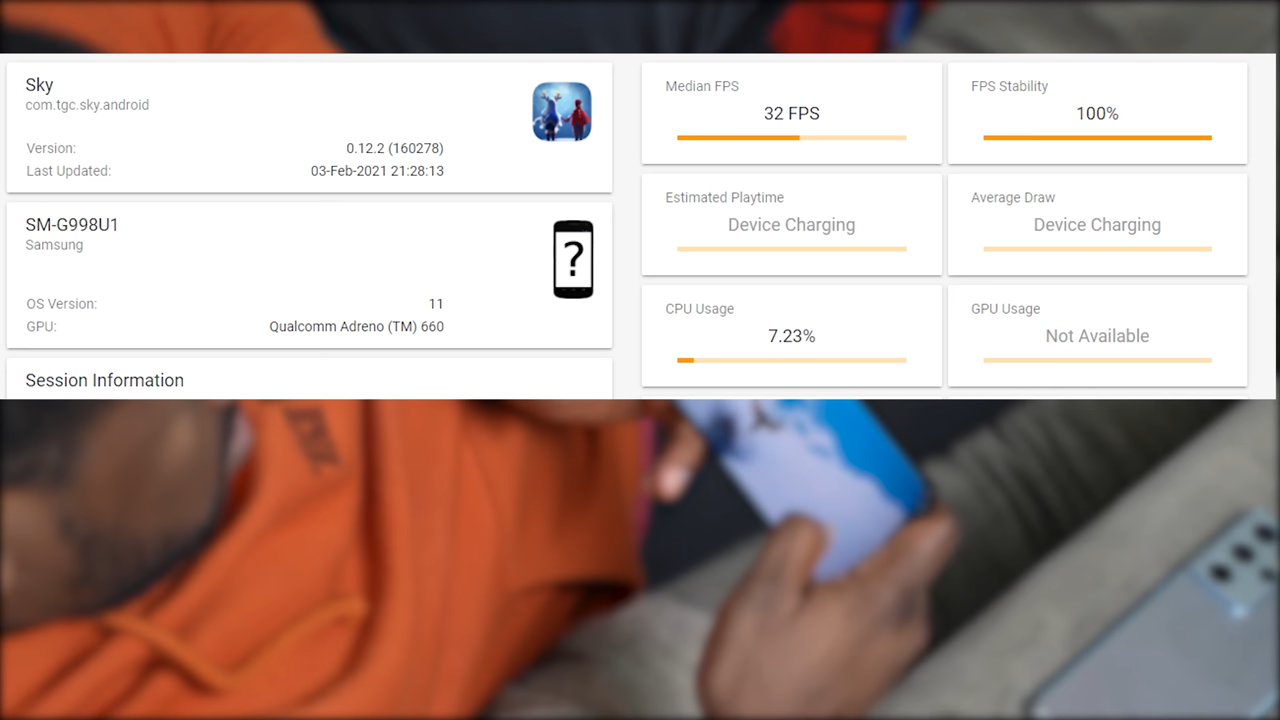 Sky
com.tgc.sky.android
Version: 0.12.2 (160278)
Last Updated: 03-Feb-2021 21:28:13
SM-G998U1
Samsung
?
OS Version: 11
GPU: Qualcomm Adreno (TM) 660
Session Information
Median FPS
32 FPS
FPS Stability
100%
Estimated Playtime
Device Charging
Average Draw
Device Charging
CPU Usage
7.23%
GPU Usage
Not Available